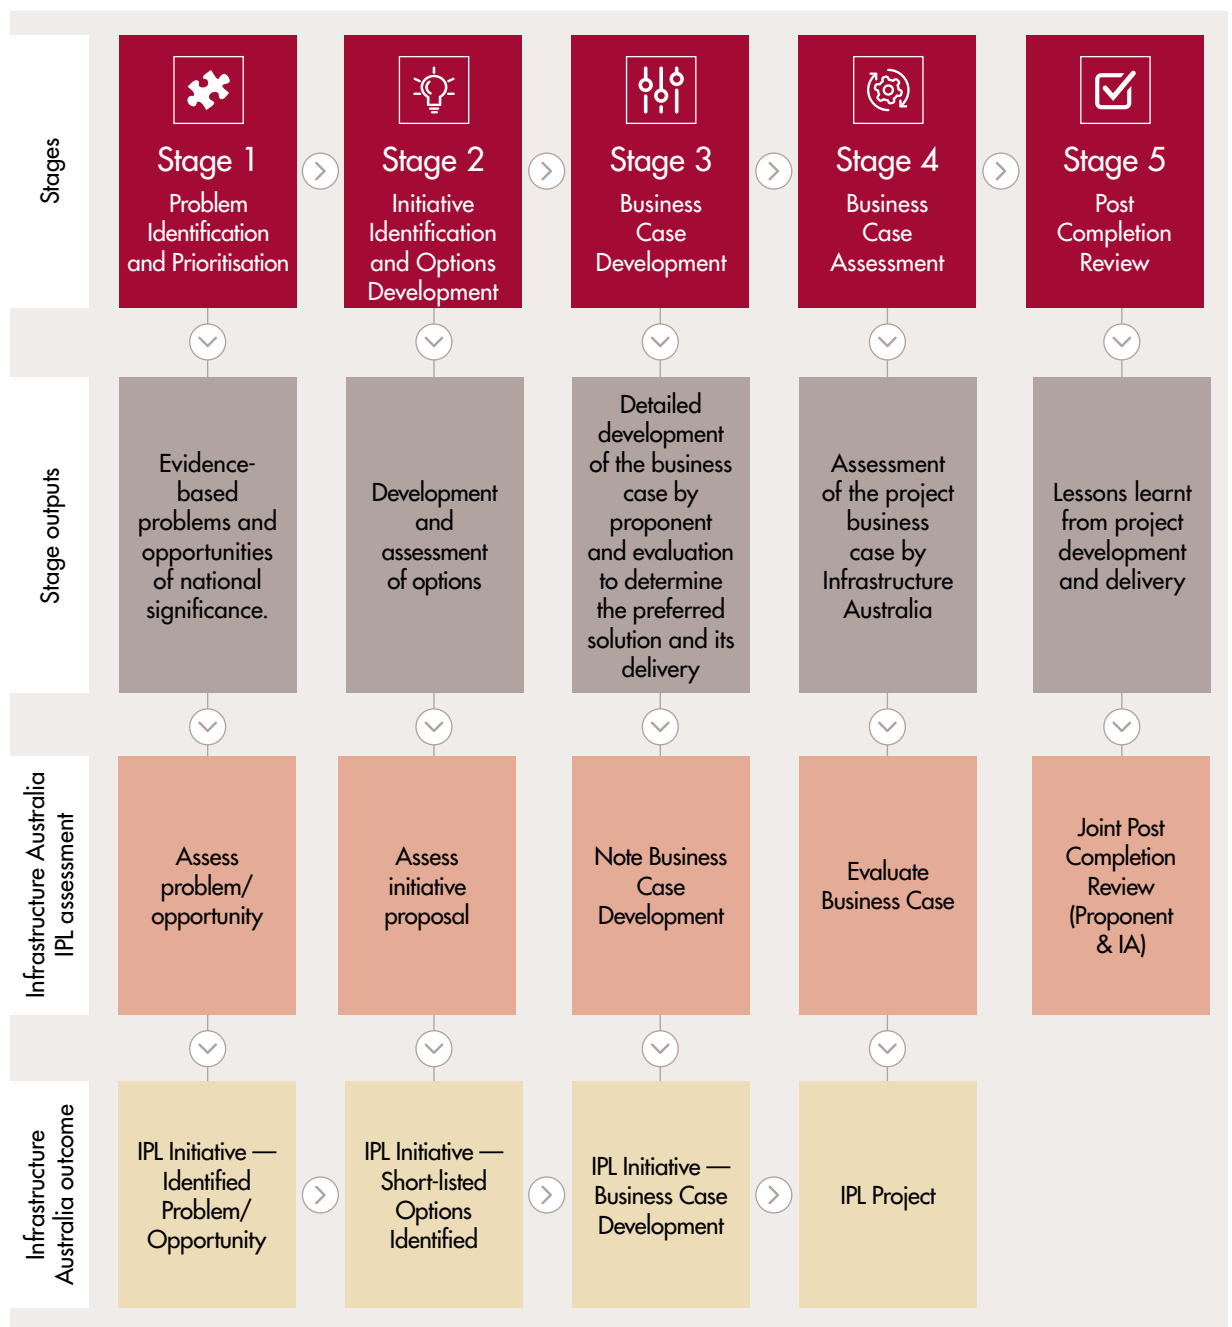 Stages
Stage 1
Problem
Identification
and Prioritisation
Stage 2
Initiative
Identification
and Options
Development
Stage 3
Business
Case
Development
Stage 4
Business
Case
Assessment
Stage 5
Post
Completion
Review
Stage outputs
Evidence-
based
problems and
opportunities
of national
significance.
Development
and
assessment
of options
Detailed
development
of the business
case by
proponent
and evaluation
to determine
the preferred
solution and its
delivery
Assessment
of the project
business
case by
Infrastructure
Australia
Lessons learnt
from project
development
and delivery
Infrastructure Australia
IPL assessment
Assess
problem/
opportunity
Assess
initiative
proposal
Note Business
Case
Development
Evaluate
Business Case
Joint Post
Completion
Review
(Proponent
& IA)
Infrastructure
Australia outcome
IPL Initiative —
Identified
Problem/
Opportunity
IPL Initiative —
Short-listed
Options
Identified
IPL Initiative —
Business Case
Development
IPL Project